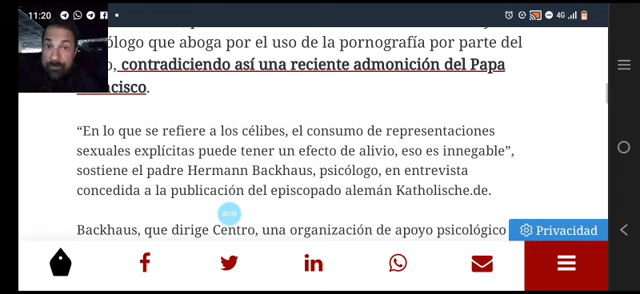 11:20
4G
ólogo que aboga por el uso de la pornografía por parte del
contradiciendo así una reciente admonición del Papa
ncisco.
“En lo que se refiere a los célibes, el consumo de representaciones
sexuales explícitas puede tener un efecto de alivio, eso es innegable”,
sostiene el padre Hermann Backhaus, psicólogo, en entrevista
concedida a la publicación del episcopado alemán Katholische.de.
Backhaus, que dirige Centro, una organización de apoyo psicológico
Privacidad